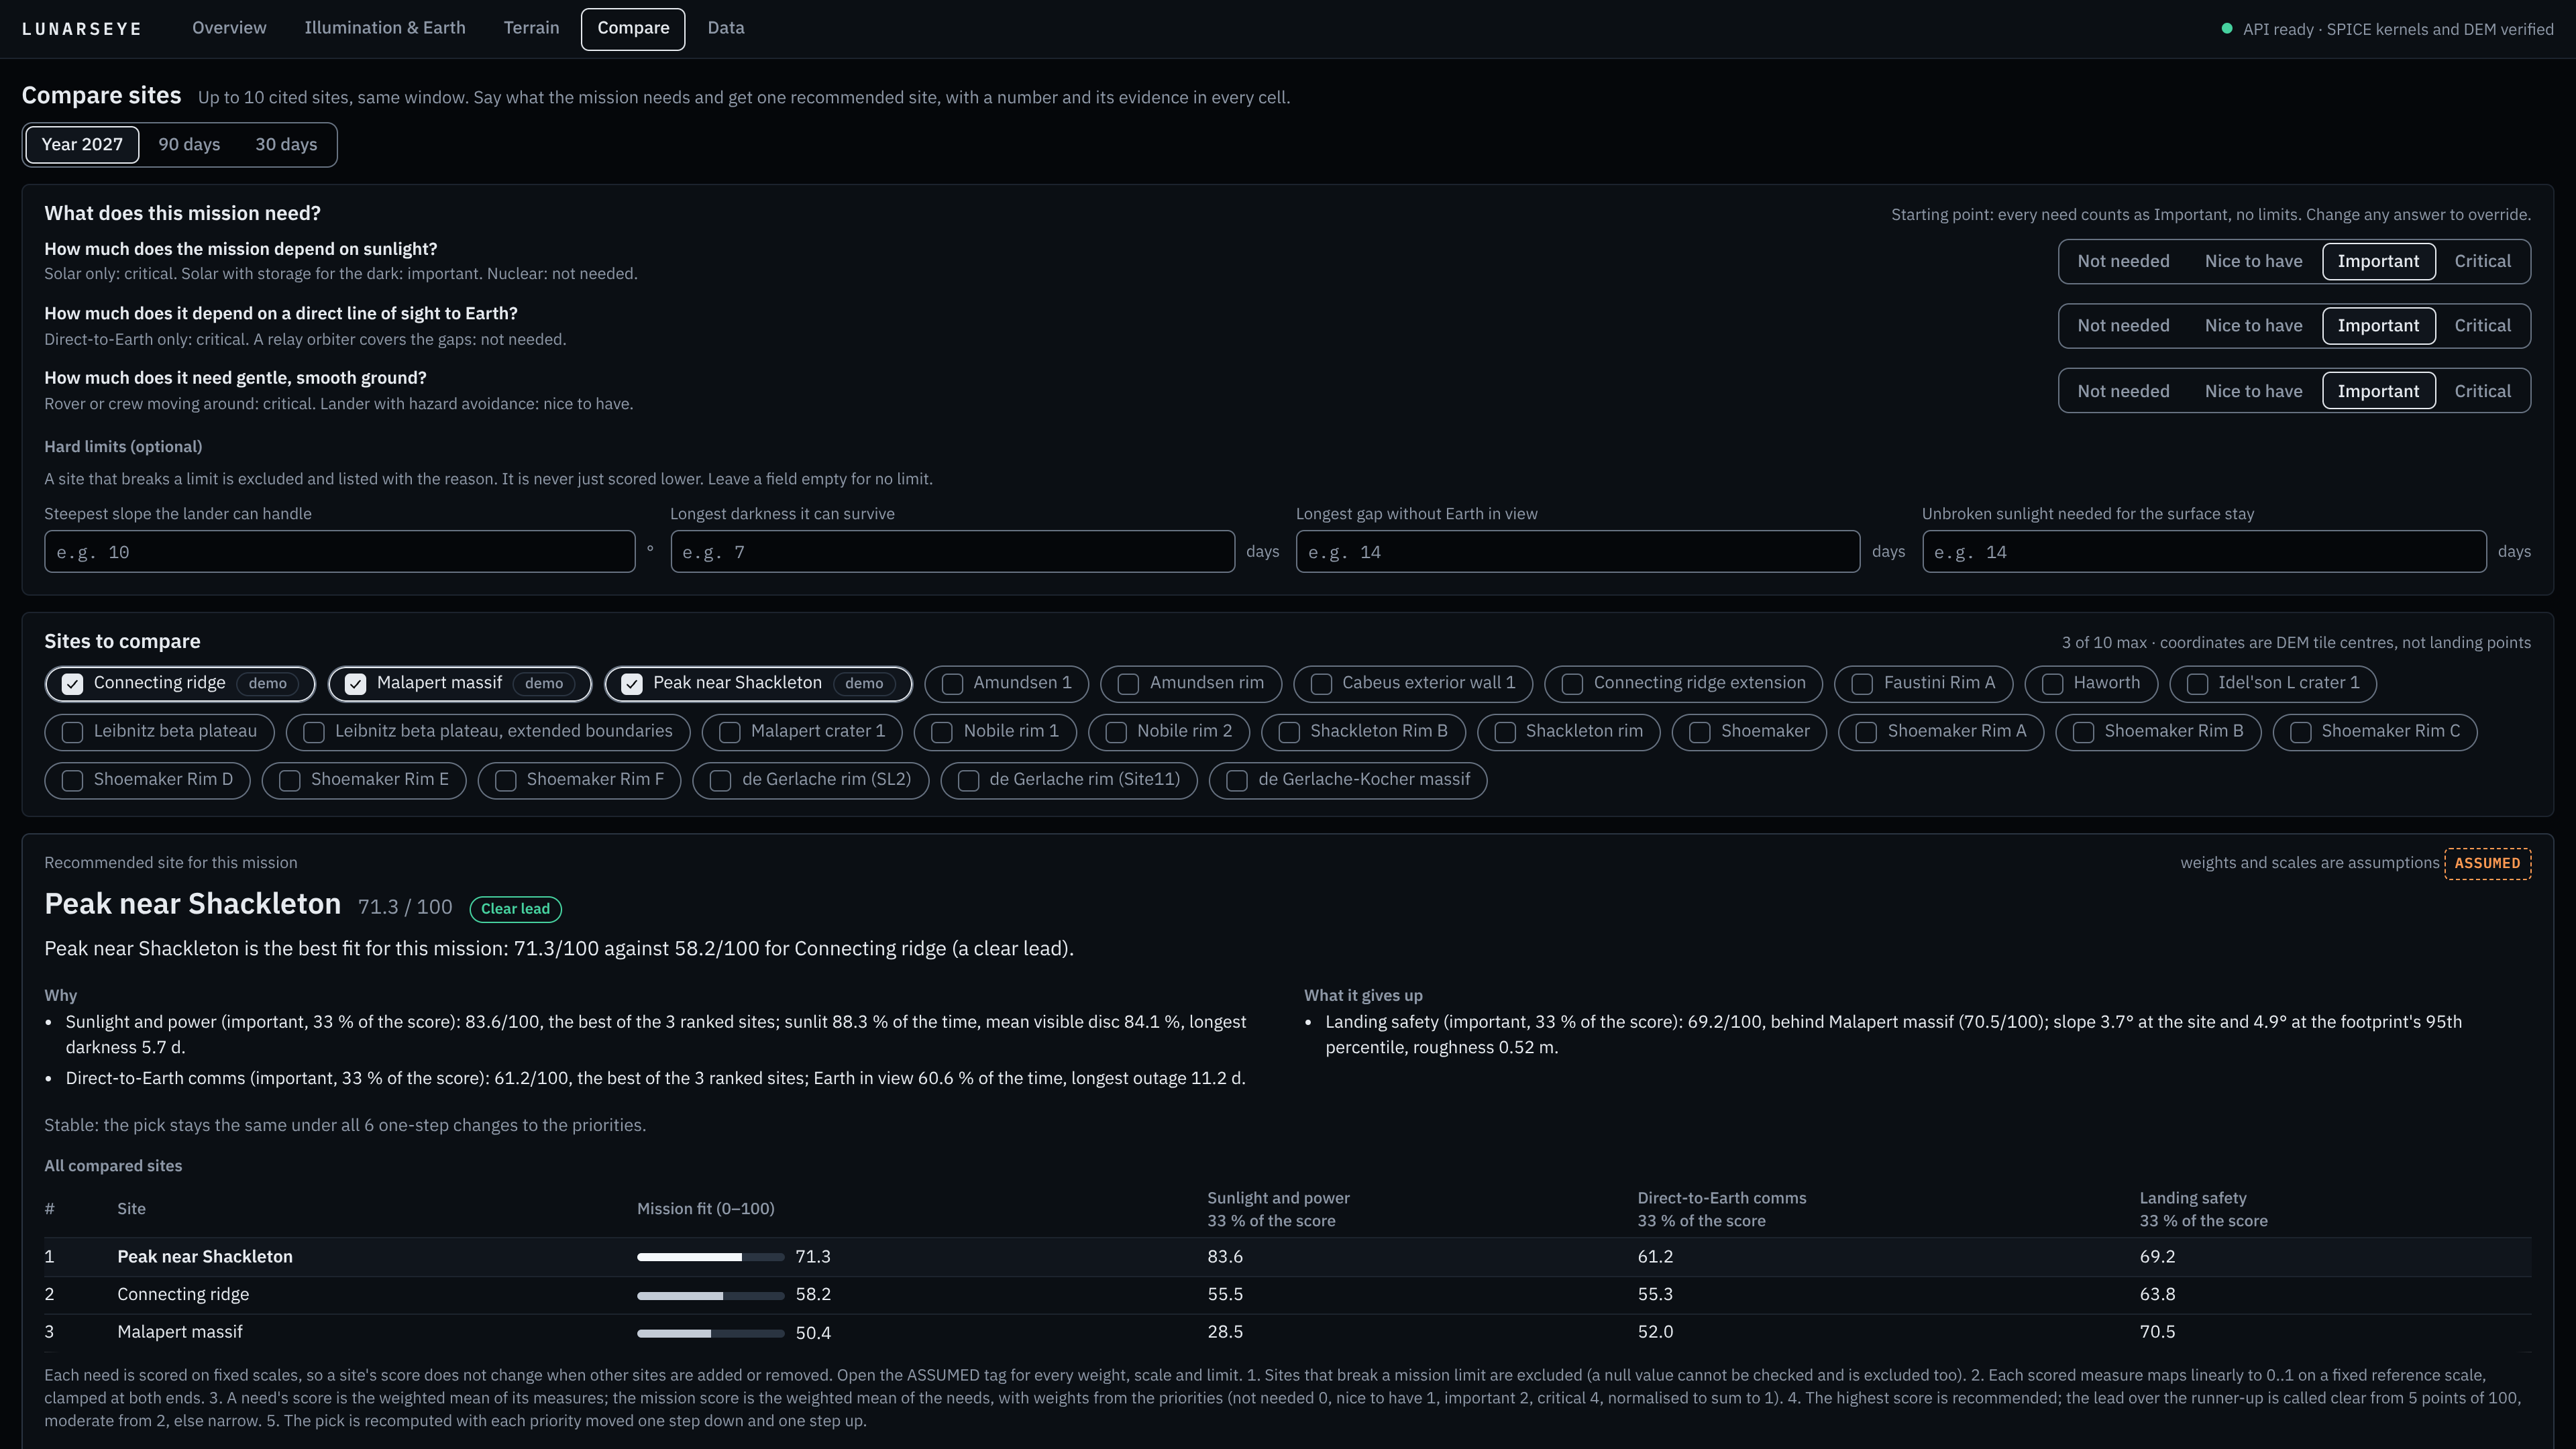 LUNARSEYE
Overview
Illumination & Earth
Terrain
Compare
Data
API ready · SPICE kernels and DEM verified
Compare sites
Up to 10 cited sites, same window. Say what the mission needs and get one recommended site, with a number and its evidence in every cell.
Year 2027
90 days
30 days
What does this mission need?
Starting point: every need counts as Important, no limits. Change any answer to override.
How much does the mission depend on sunlight?
Solar only: critical. Solar with storage for the dark: important. Nuclear: not needed.
Not needed Nice to have Important Critical
How much does it depend on a direct line of sight to Earth?
Direct-to-Earth only: critical. A relay orbiter covers the gaps: not needed.
Not needed Nice to have Important Critical
How much does it need gentle, smooth ground?
Rover or crew moving around: critical. Lander with hazard avoidance: nice to have.
Not needed Nice to have Important Critical
Hard limits (optional)
A site that breaks a limit is excluded and listed with the reason. It is never just scored lower. Leave a field empty for no limit.
Steepest slope the lander can handle
e.g. 10 °
Longest darkness it can survive
e.g. 7 days
Longest gap without Earth in view
e.g. 14 days
Unbroken sunlight needed for the surface stay
e.g. 14 days
Sites to compare
3 of 10 max · coordinates are DEM tile centres, not landing points
Connecting ridge demo
Malapert massif demo
Peak near Shackleton demo
Amundsen 1
Amundsen rim
Cabeus exterior wall 1
Connecting ridge extension
Faustini Rim A
Haworth
Idel'son L crater 1
Leibnitz beta plateau
Leibnitz beta plateau, extended boundaries
Malapert crater 1
Nobile rim 1
Nobile rim 2
Shackleton Rim B
Shackleton rim
Shoemaker
Shoemaker Rim A
Shoemaker Rim B
Shoemaker Rim C
Shoemaker Rim D
Shoemaker Rim E
Shoemaker Rim F
de Gerlache rim (SL2)
de Gerlache rim (Site11)
de Gerlache-Kocher massif
Recommended site for this mission
weights and scales are assumptions ASSUMED
Peak near Shackleton 71.3 / 100 Clear lead
Peak near Shackleton is the best fit for this mission: 71.3/100 against 58.2/100 for Connecting ridge (a clear lead).
Why
• Sunlight and power (important, 33 % of the score): 83.6/100, the best of the 3 ranked sites; sunlit 88.3 % of the time, mean visible disc 84.1 %, longest
darkness 5.7 d.
• Direct-to-Earth comms (important, 33 % of the score): 61.2/100, the best of the 3 ranked sites; Earth in view 60.6 % of the time, longest outage 11.2 d.
What it gives up
• Landing safety (important, 33 % of the score): 69.2/100, behind Malapert massif (70.5/100); slope 3.7° at the site and 4.9° at the footprint's 95th
percentile, roughness 0.52 m.
Stable: the pick stays the same under all 6 one-step changes to the priorities.
All compared sites
# Site Mission fit (0–100) Sunlight and power Direct-to-Earth comms Landing safety
33 % of the score 33 % of the score 33 % of the score
1 Peak near Shackleton 71.3 83.6 61.2 69.2
2 Connecting ridge 58.2 55.5 55.3 63.8
3 Malapert massif 50.4 28.5 52.0 70.5
Each need is scored on fixed scales, so a site's score does not change when other sites are added or removed. Open the ASSUMED tag for every weight, scale and limit. 1. Sites that break a mission limit are excluded (a null value cannot be checked and is excluded too). 2. Each scored measure maps linearly to 0..1 on a fixed reference scale,
clamped at both ends. 3. A need's score is the weighted mean of its measures; the mission score is the weighted mean of the needs, with weights from the priorities (not needed 0, nice to have 1, important 2, critical 4, normalised to sum to 1). 4. The highest score is recommended; the lead over the runner-up is called clear from 5 points of 100,
moderate from 2, else narrow. 5. The pick is recomputed with each priority moved one step down and one step up.